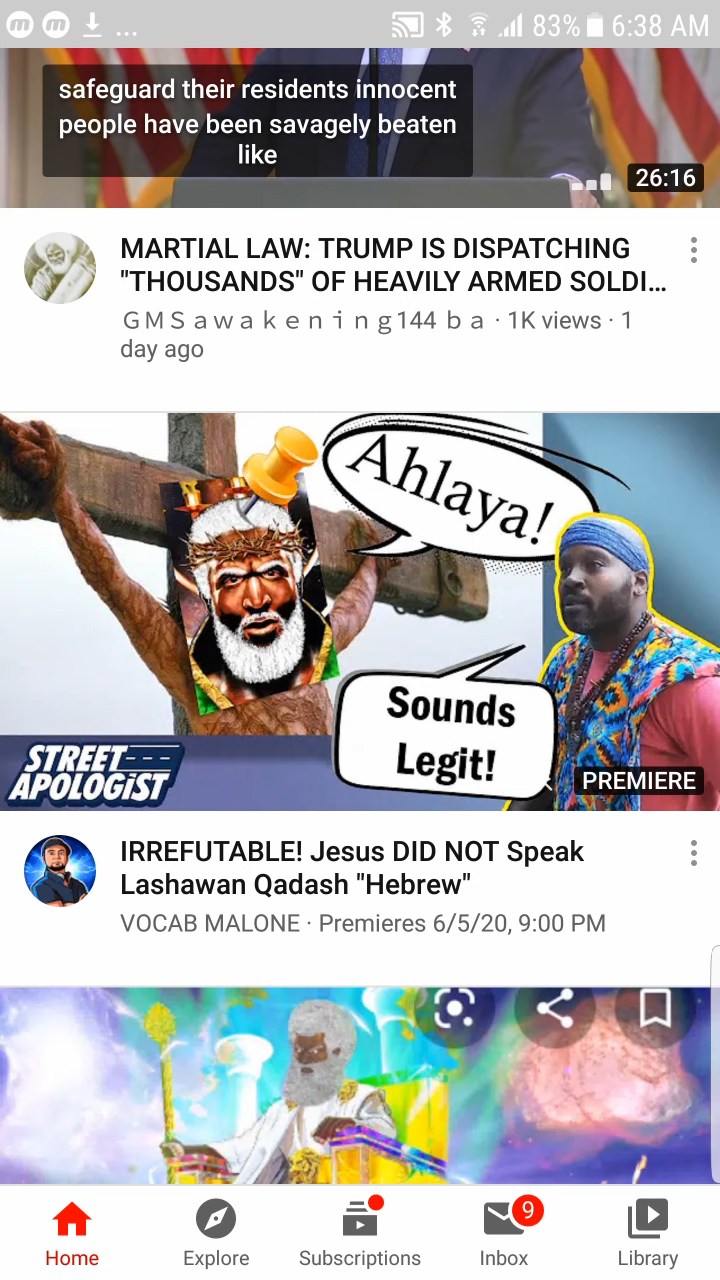 83% 6:38 AM
safeguard their residents innocent
people have been savagely beaten
like
26:16
MARTIAL LAW: TRUMP IS DISPATCHING
"THOUSANDS" OF HEAVILY ARMED SOLDI...
GMSawakening144 ba · 1K views · 1
day ago
Ahlaya!
Sounds
Legit!
STREET
APOLOGIST
PREMIERE
IRREFUTABLE! Jesus DID NOT Speak
Lashawan Qadash "Hebrew"
VOCAB MALONE · Premieres 6/5/20, 9:00 PM
9
Home Explore Subscriptions Inbox Library